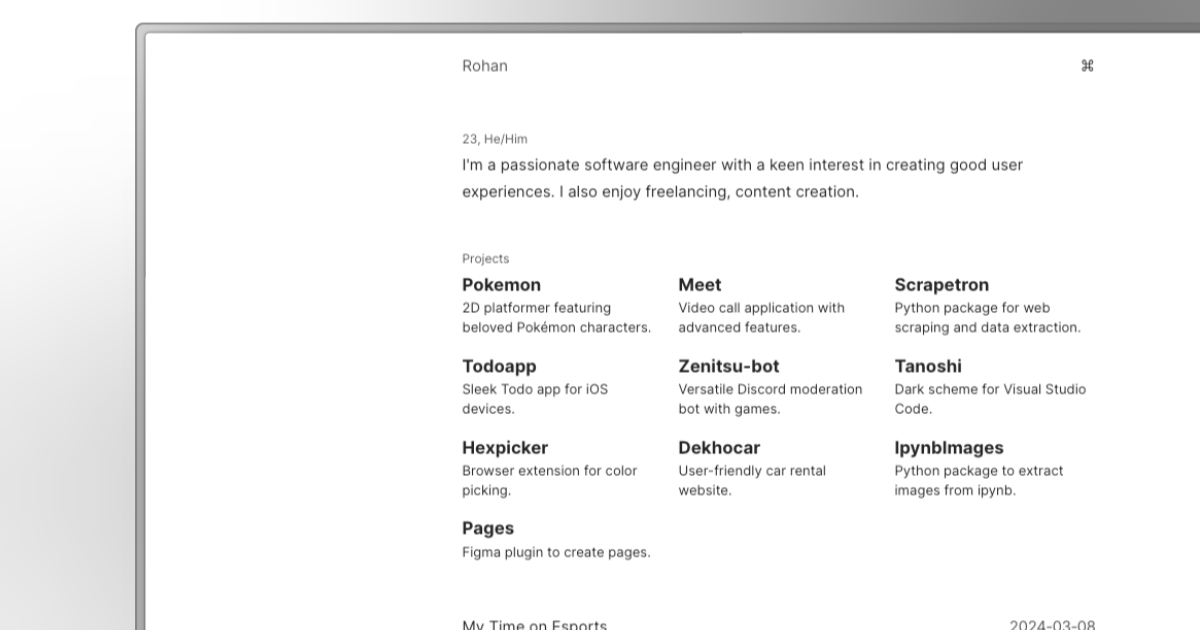 Rohan ⌘
23, He/Him
I'm a passionate software engineer with a keen interest in creating good user
experiences. I also enjoy freelancing, content creation.
Projects
Pokemon
2D platformer featuring
beloved Pokémon characters.
Meet
Video call application with
advanced features.
Scrapetron
Python package for web
scraping and data extraction.
Todoapp
Sleek Todo app for iOS
devices.
Zenitsu-bot
Versatile Discord moderation
bot with games.
Tanoshi
Dark scheme for Visual Studio
Code.
Hexpicker
Browser extension for color
picking.
Dekhocar
User-friendly car rental
website.
IpynbImages
Python package to extract
images from ipynb.
Pages
Figma plugin to create pages.
My Time on Esports 2024-03-08